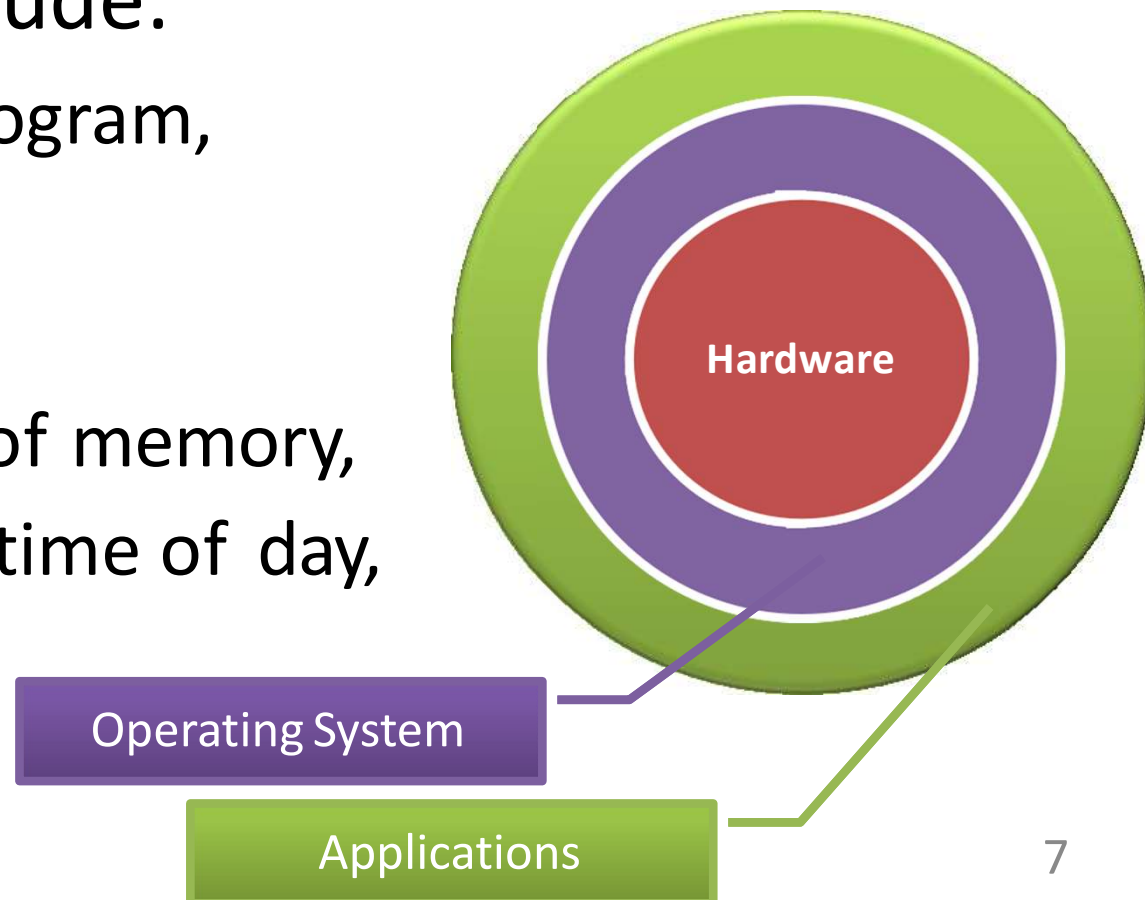 ude:
ogram,
of memory,
time of day,
Hardware
Operating System
Applications
7